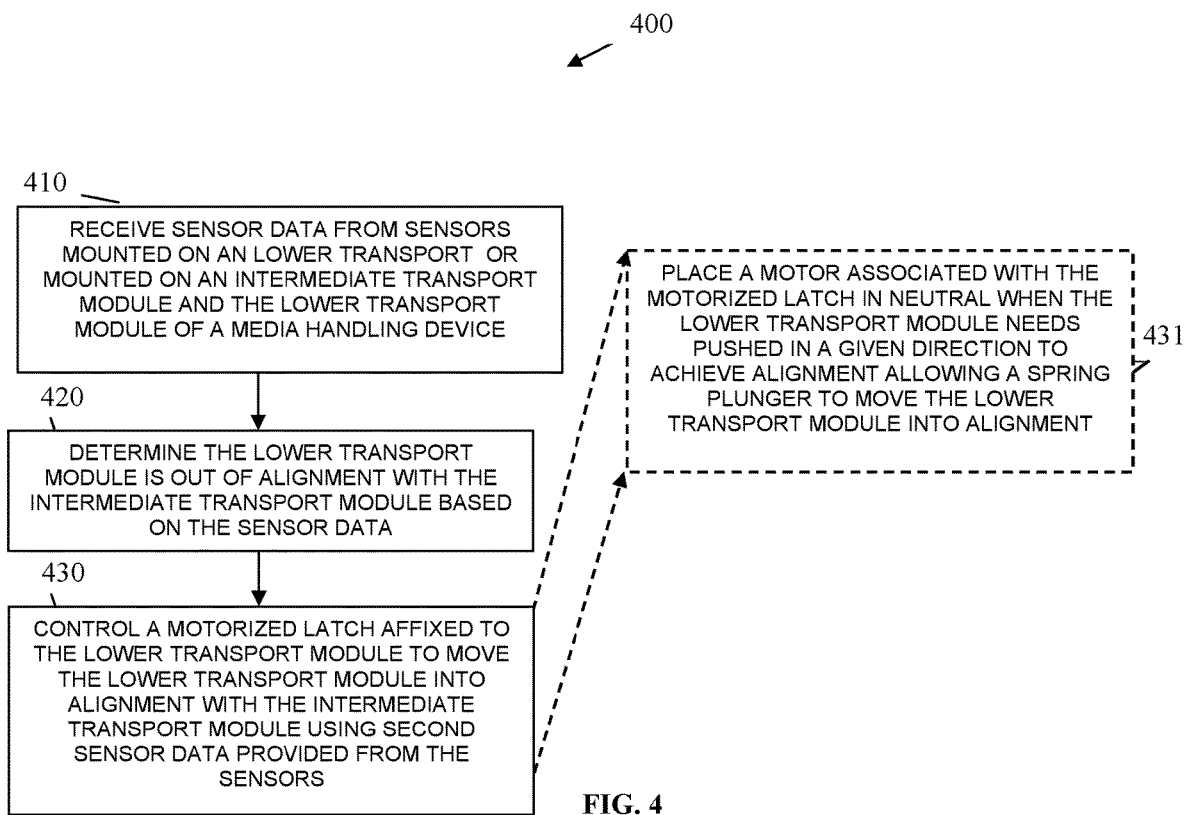 400
410
RECEIVE SENSOR DATA FROM SENSORS
MOUNTED ON AN LOWER TRANSPORT OR
MOUNTED ON AN INTERMEDIATE TRANSPORT
MODULE AND THE LOWER TRANSPORT
MODULE OF A MEDIA HANDLING DEVICE
420
DETERMINE THE LOWER TRANSPORT
MODULE IS OUT OF ALIGNMENT WITH THE
INTERMEDIATE TRANSPORT MODULE BASED
ON THE SENSOR DATA
430
CONTROL A MOTORIZED LATCH AFFIXED TO
THE LOWER TRANSPORT MODULE TO MOVE
THE LOWER TRANSPORT MODULE INTO
ALIGNMENT WITH THE INTERMEDIATE
TRANSPORT MODULE USING SECOND
SENSOR DATA PROVIDED FROM THE
SENSORS
PLACE A MOTOR ASSOCIATED WITH THE
MOTORIZED LATCH IN NEUTRAL WHEN THE
LOWER TRANSPORT MODULE NEEDS
PUSHED IN A GIVEN DIRECTION TO
ACHIEVE ALIGNMENT ALLOWING A SPRING
PLUNGER TO MOVE THE LOWER
TRANSPORT MODULE INTO ALIGNMENT
431
FIG. 4